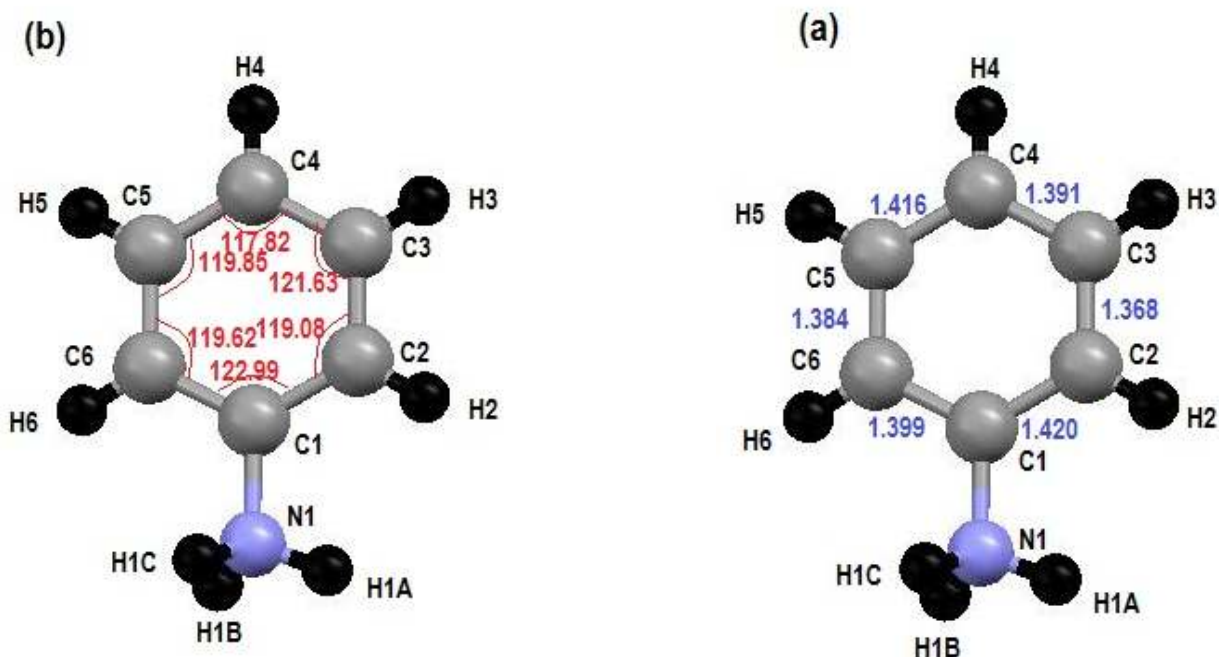 (b)
H4
C4
C5
H5
H3
C3
117.82
119.85
121.63
119.62
119.08
C6
C2
122.99
H6
H2
C1
N1
H1C
H1A
H1B
(a)
H4
C4
1.416
1.391
H5
H3
C5
C3
1.384
1.368
C6
C2
H6
1.399
1.420
H2
C1
N1
H1C
H1A
H1B